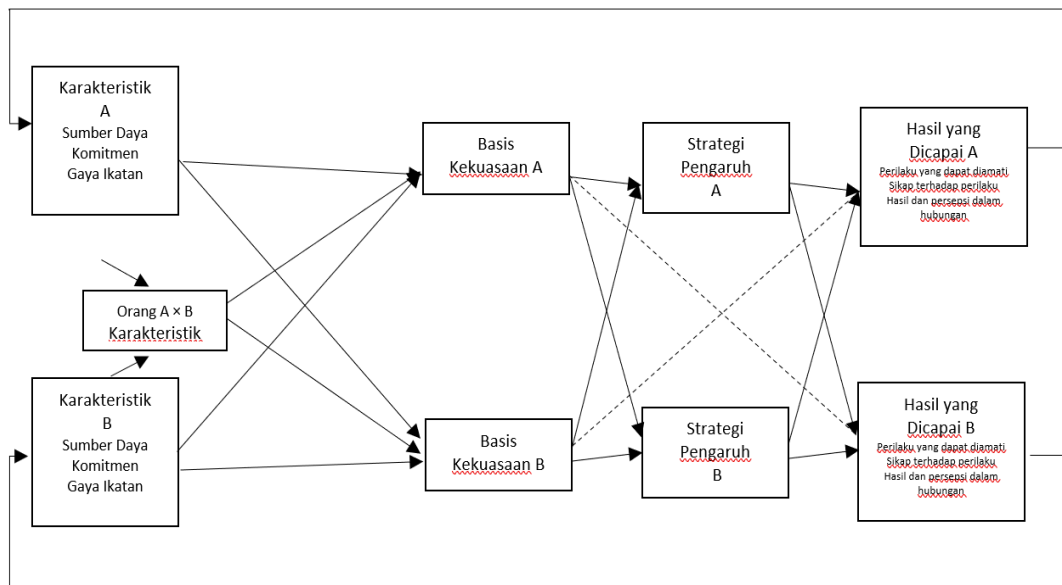 Karakteristik
A
Sumber Daya
Komitmen
Gaya Ikatan
Orang A × B
Karakteristik
Karakteristik
B
Sumber Daya
Komitmen
Gaya Ikatan
Basis
Kekuasaan A
Basis
Kekuasaan B
Strategi
Pengaruh
A
Strategi
Pengaruh
B
Hasil yang
Dicapai A
Perilaku yang dapat diamati
Sikap terhadap perilaku
Hasil dan persepsi dalam
hubungan
Hasil yang
Dicapai B
Perilaku yang dapat diamati
Sikap terhadap perilaku
Hasil dan persepsi dalam
hubungan